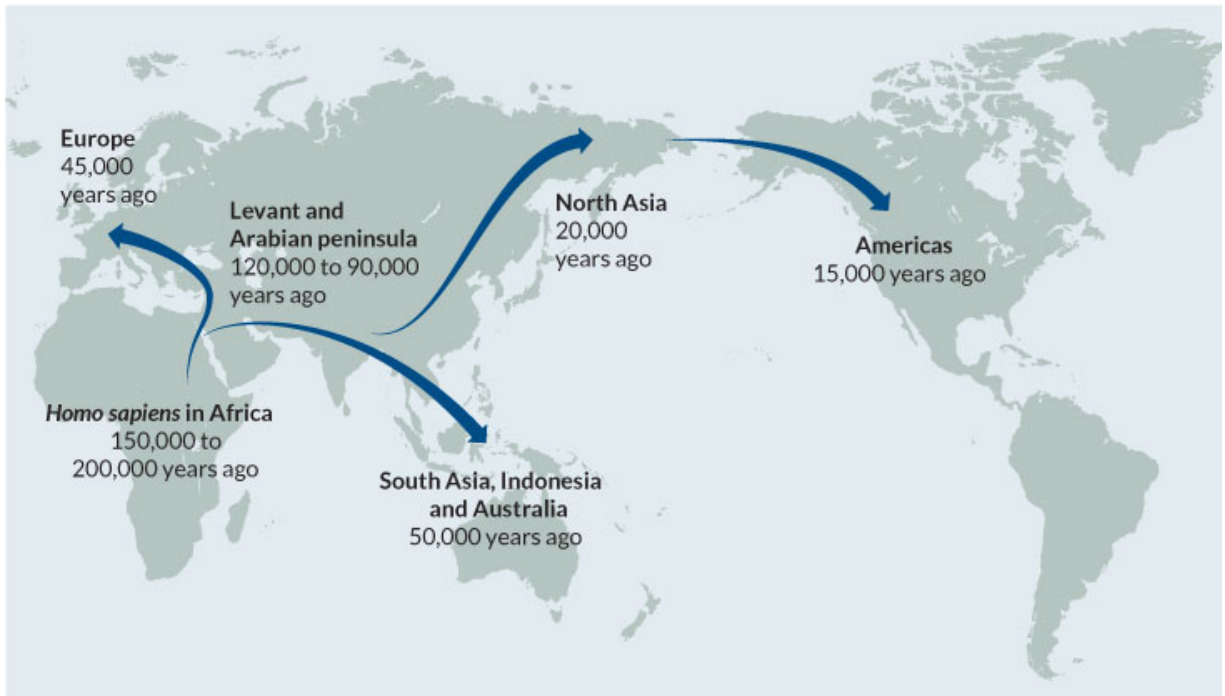 Europe
45,000
years ago
Levant and
Arabian peninsula
120,000 to 90,000
years ago
North Asia
20,000
years ago
Americas
15,000 years ago
Homo sapiens in Africa
150,000 to
200,000 years ago
South Asia, Indonesia
and Australia
50,000 years ago